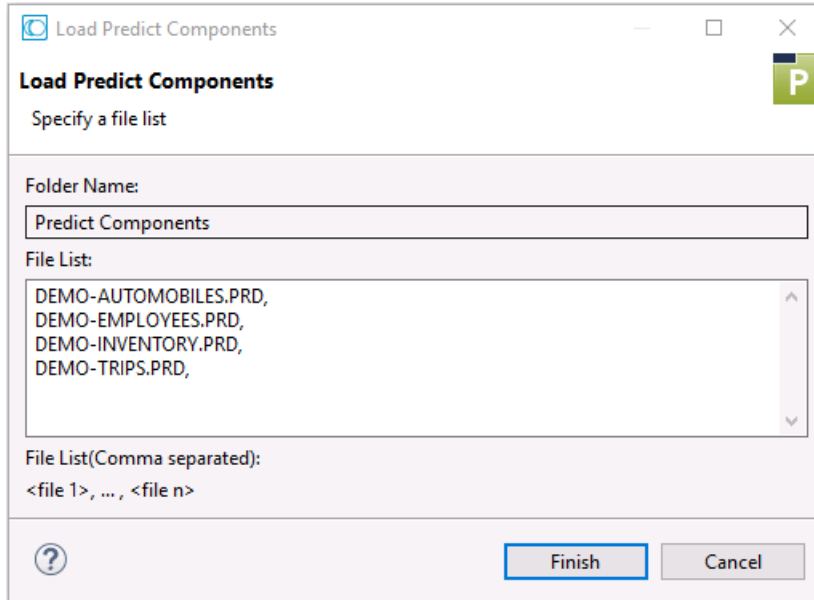 Load Predict Components
Load Predict Components
P
Specify a file list
Folder Name:
Predict Components
File List:
DEMO-AUTOMOBILES.PRD,
DEMO-EMPLOYEES.PRD,
DEMO-INVENTORY.PRD,
DEMO-TRIPS.PRD,
File List(Comma separated):
<file 1>, ... , <file n>
?
Finish
Cancel